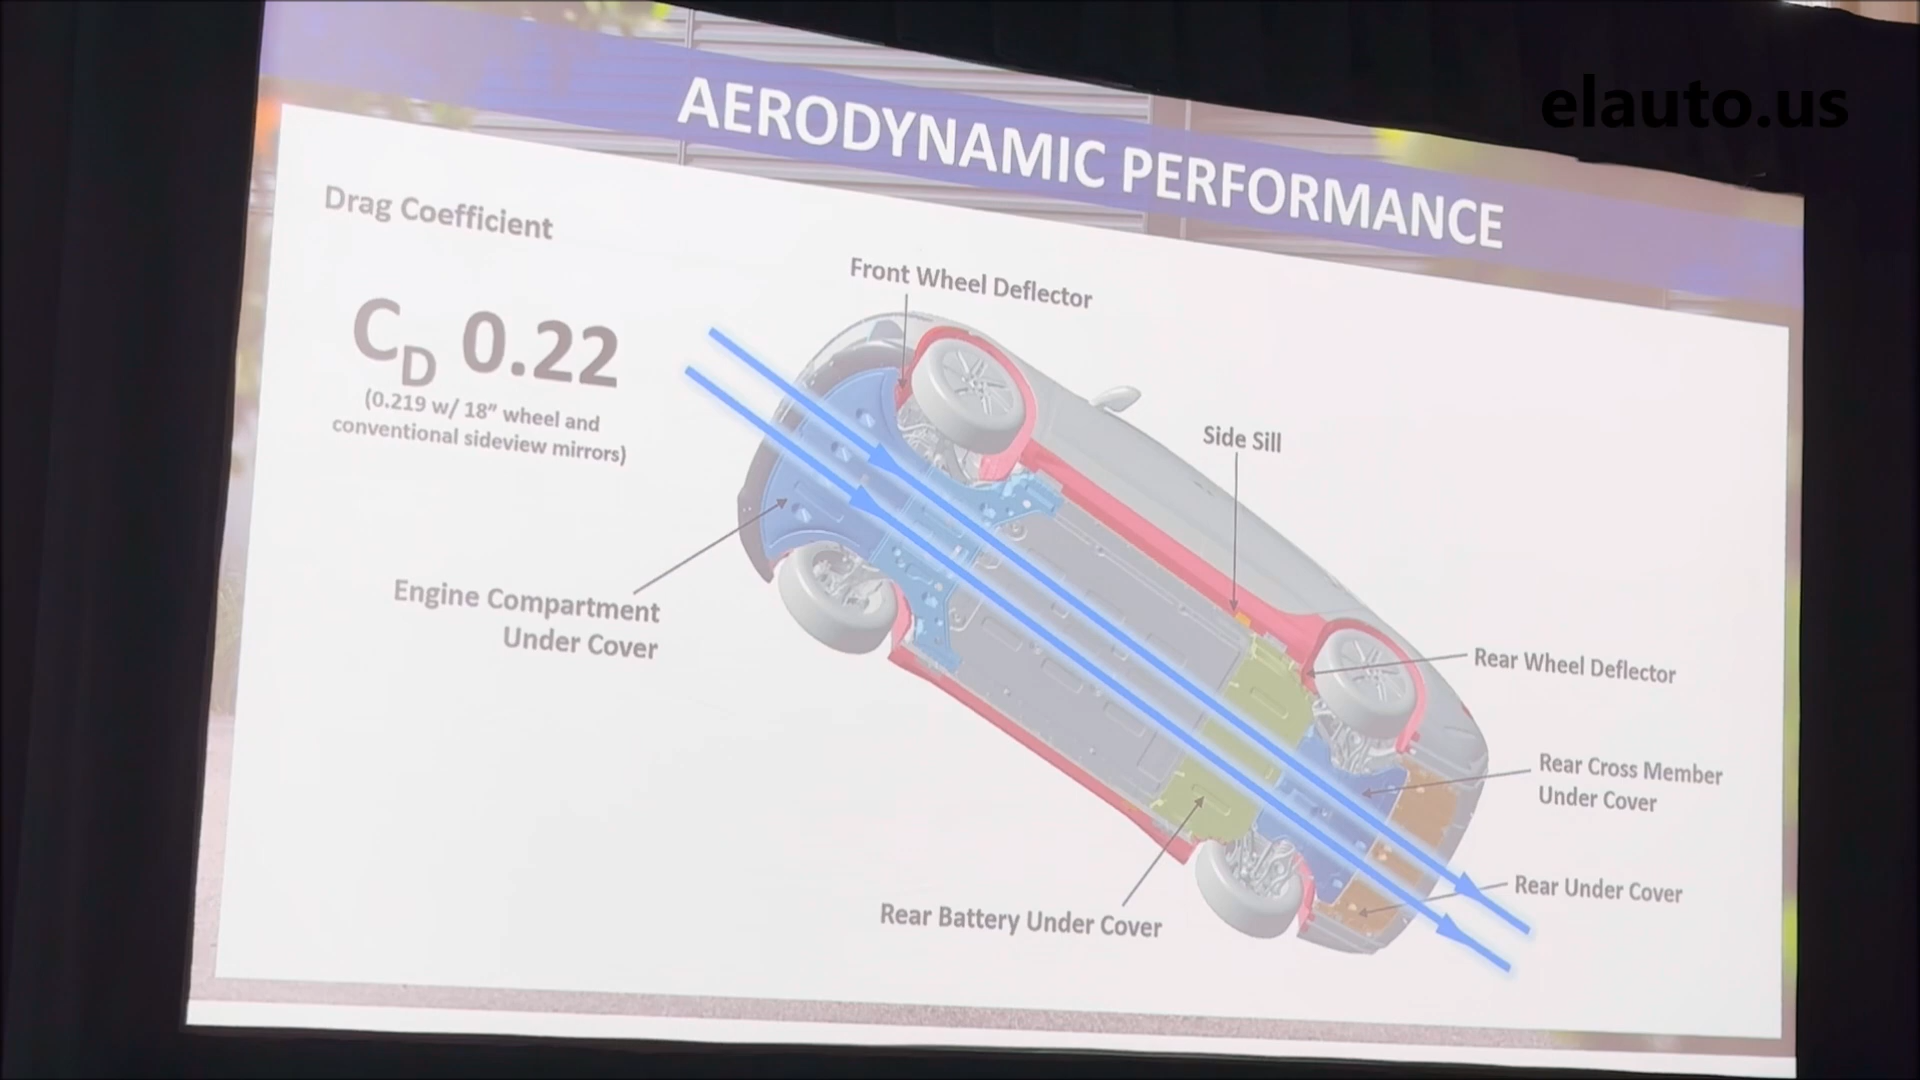 elauto.us
AERODYNAMIC PERFORMANCE
Drag Coefficient
CD 0.22
(0.219 w/ 18” wheel and
conventional sideview mirrors)
Front Wheel Deflector
Side Sill
Engine Compartment
Under Cover
Rear Wheel Deflector
Rear Cross Member
Under Cover
Rear Under Cover
Rear Battery Under Cover